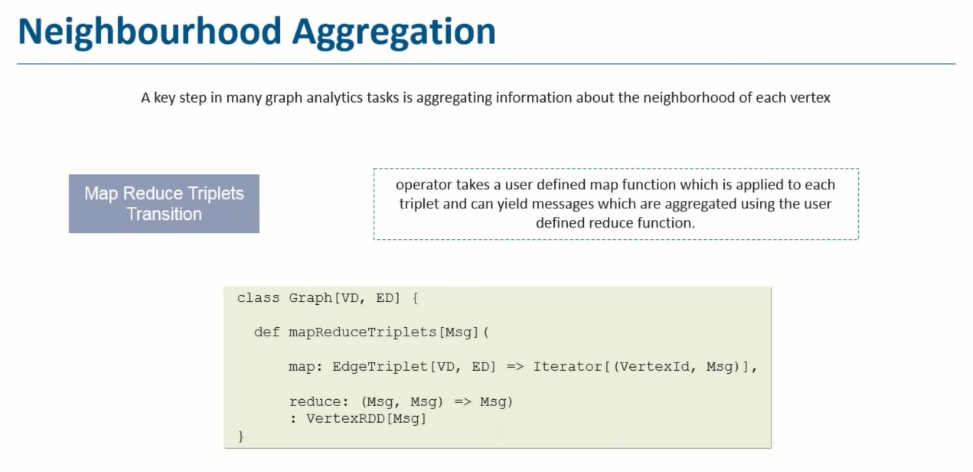 Neighbourhood Aggregation
A key step in many graph analytics tasks is aggregating information about the neighborhood of each vertex
Map Reduce Triplets
Transition
operator takes a user defined map function which is applied to each
triplet and can yield messages which are aggregated using the user
defined reduce function.
class Graph[VD, ED] {
  def mapReduceTriplets[Msg](
      map: EdgeTriplet[VD, ED] => Iterator[(VertexId, Msg)],
      reduce: (Msg, Msg) => Msg)
      : VertexRDD[Msg]
}